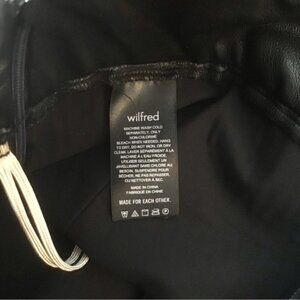 wilfred
MACHINE WASH COLD
SEPARATELY, ONLY
NON-CHLORINE
BLEACH WHEN NEEDED, HANG
TO DRY, DO NOT IRON, OR DRY
CLEAN. LAVER SÉPARÉMENT À
LA MACHINE À L'EAU FROIDE,
UTILISER UN
JAVELLISANT SANS CHLORE AU
BESOIN, SUSPENDRE POUR
SÉCHER, NE PAS REPASSER
OU NETTOYER À SEC.
MADE IN CHINA
FABRIQUÉ EN CHINE
MADE FOR EACH OTHER.